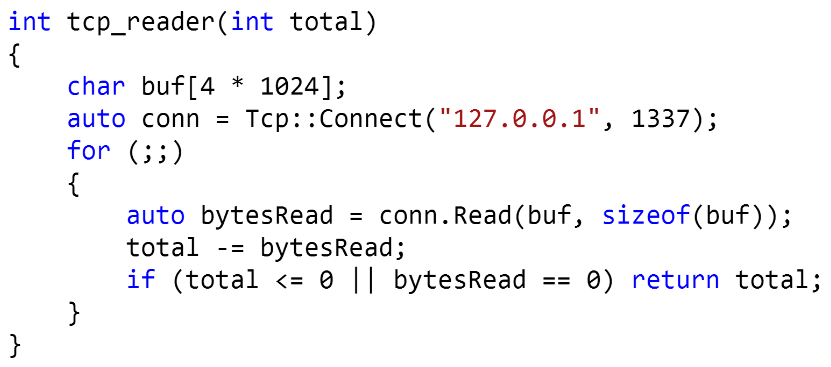 int tcp_reader(int total)
{
    char buf[4 * 1024];
    auto conn = Tcp::Connect("127.0.0.1", 1337);
    for (;;)
    {
        auto bytesRead = conn.Read(buf, sizeof(buf));
        total -= bytesRead;
        if (total <= 0 || bytesRead == 0) return total;
    }
}